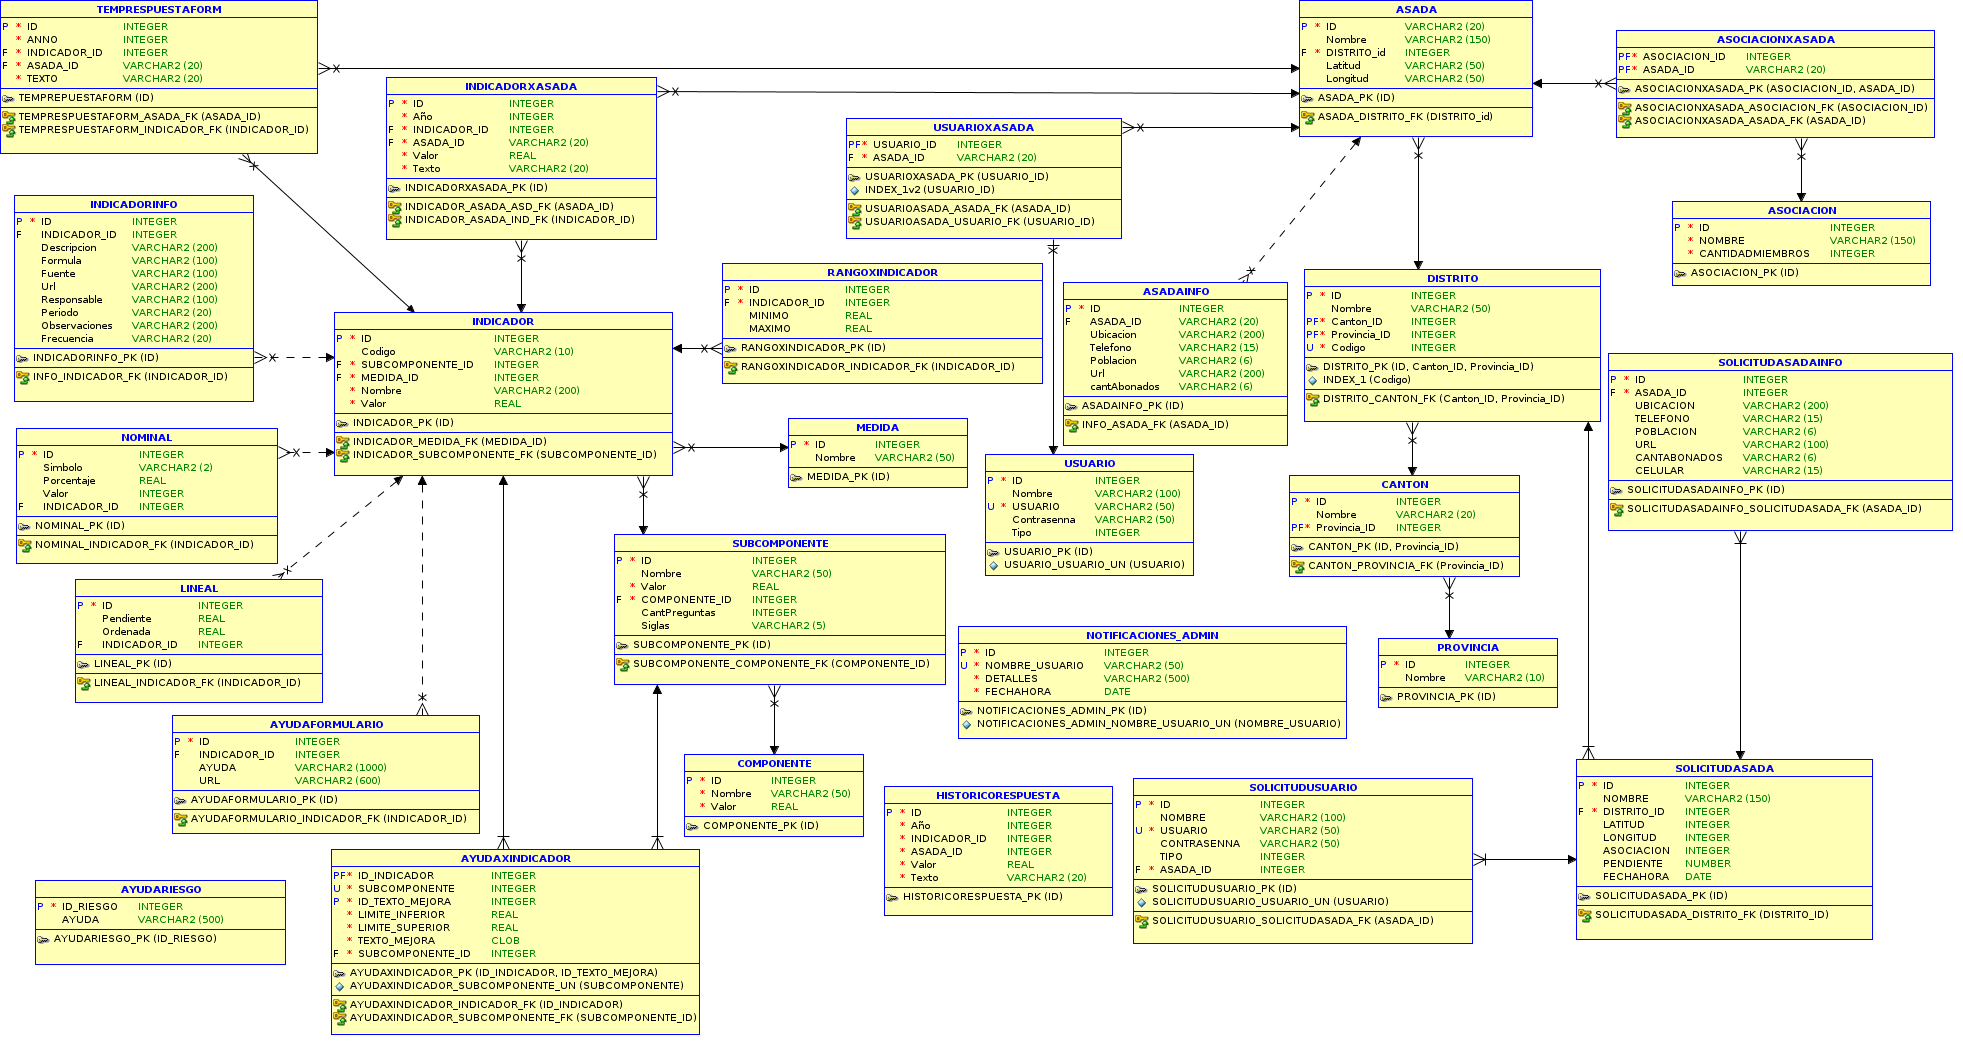 TEMPRESPUESTAFORM
P * ID INTEGER
* ANNO INTEGER
F * INDICADOR_ID INTEGER
F * ASADA_ID VARCHAR2 (20)
* TEXTO VARCHAR2 (20)
TEMPREPUESTAFORM (ID)
TEMPRESPUESTAFORM_ASADA_FK (ASADA_ID)
TEMPRESPUESTAFORM_INDICADOR_FK (INDICADOR_ID)
INDICADORXASADA
P * ID INTEGER
* Año INTEGER
F * INDICADOR_ID INTEGER
F * ASADA_ID VARCHAR2 (20)
* Valor REAL
* Texto VARCHAR2 (20)
INDICADORXASADA_PK (ID)
INDICADOR_ASADA_ASD_FK (ASADA_ID)
INDICADOR_ASADA_IND_FK (INDICADOR_ID)
USUARIOXASADA
PF* USUARIO_ID INTEGER
F * ASADA_ID VARCHAR2 (20)
USUARIOXASADA_PK (USUARIO_ID)
INDEX_1v2 (USUARIO_ID)
USUARIOASADA_ASADA_FK (ASADA_ID)
USUARIOASADA_USUARIO_FK (USUARIO_ID)
ASADA
P * ID VARCHAR2 (20)
Nombre VARCHAR2 (150)
F * DISTRITO_id INTEGER
Latitud VARCHAR2 (50)
Longitud VARCHAR2 (50)
ASADA_PK (ID)
ASADA_DISTRITO_FK (DISTRITO_id)
ASOCIACIONXASADA
PF* ASOCIACION_ID INTEGER
PF* ASADA_ID VARCHAR2 (20)
ASOCIACIONXASADA_PK (ASOCIACION_ID, ASADA_ID)
ASOCIACIONXASADA_ASOCIACION_FK (ASOCIACION_ID)
ASOCIACIONXASADA_ASADA_FK (ASADA_ID)
ASOCIACION
P * ID INTEGER
* NOMBRE VARCHAR2 (150)
* CANTIDADMIEMBROS INTEGER
ASOCIACION_PK (ID)
INDICADORINFO
P * ID INTEGER
F INDICADOR_ID INTEGER
Descripcion VARCHAR2 (200)
Formula VARCHAR2 (100)
Fuente VARCHAR2 (100)
Url VARCHAR2 (200)
Responsable VARCHAR2 (100)
Periodo VARCHAR2 (20)
Observaciones VARCHAR2 (200)
Frecuencia VARCHAR2 (20)
INDICADORINFO_PK (ID)
INFO_INDICADOR_FK (INDICADOR_ID)
INDICADOR
P * ID INTEGER
Codigo VARCHAR2 (10)
F * SUBCOMPONENTE_ID INTEGER
F * MEDIDA_ID INTEGER
* Nombre VARCHAR2 (200)
* Valor REAL
INDICADOR_PK (ID)
INDICADOR_MEDIDA_FK (MEDIDA_ID)
INDICADOR_SUBCOMPONENTE_FK (SUBCOMPONENTE_ID)
RANGOXINDICADOR
P * ID INTEGER
F * INDICADOR_ID INTEGER
MINIMO REAL
MAXIMO REAL
RANGOXINDICADOR_PK (ID)
RANGOXINDICADOR_INDICADOR_FK (INDICADOR_ID)
ASADAINFO
P * ID INTEGER
F ASADA_ID VARCHAR2 (20)
Ubicacion VARCHAR2 (200)
Telefono VARCHAR2 (15)
Poblacion VARCHAR2 (6)
Url VARCHAR2 (200)
cantAbonados VARCHAR2 (6)
ASADAINFO_PK (ID)
INFO_ASADA_FK (ASADA_ID)
DISTRITO
P * ID INTEGER
Nombre VARCHAR2 (50)
PF* Canton_ID INTEGER
PF* Provincia_ID INTEGER
U * Codigo INTEGER
DISTRITO_PK (ID, Canton_ID, Provincia_ID)
INDEX_1 (Codigo)
DISTRITO_CANTON_FK (Canton_ID, Provincia_ID)
SOLICITUDASADAINFO
P * ID INTEGER
F * ASADA_ID INTEGER
UBICACION VARCHAR2 (200)
TELEFONO VARCHAR2 (15)
POBLACION VARCHAR2 (6)
URL VARCHAR2 (100)
CANTABONADOS VARCHAR2 (6)
CELULAR VARCHAR2 (15)
SOLICITUDASADAINFO_PK (ID)
SOLICITUDASADAINFO_SOLICITUDASADA_FK (ASADA_ID)
NOMINAL
P * ID INTEGER
Simbolo VARCHAR2 (2)
Porcentaje REAL
Valor INTEGER
F INDICADOR_ID INTEGER
NOMINAL_PK (ID)
NOMINAL_INDICADOR_FK (INDICADOR_ID)
MEDIDA
P * ID INTEGER
Nombre VARCHAR2 (50)
MEDIDA_PK (ID)
USUARIO
P * ID INTEGER
Nombre VARCHAR2 (100)
U * USUARIO VARCHAR2 (50)
Contrasenna VARCHAR2 (50)
Tipo INTEGER
USUARIO_PK (ID)
USUARIO_USUARIO_UN (USUARIO)
CANTON
P * ID INTEGER
Nombre VARCHAR2 (20)
PF* Provincia_ID INTEGER
CANTON_PK (ID, Provincia_ID)
CANTON_PROVINCIA_FK (Provincia_ID)
LINEAL
P * ID INTEGER
Pendiente REAL
Ordenada REAL
F INDICADOR_ID INTEGER
LINEAL_PK (ID)
LINEAL_INDICADOR_FK (INDICADOR_ID)
SUBCOMPONENTE
P * ID INTEGER
Nombre VARCHAR2 (50)
* Valor REAL
F * COMPONENTE_ID INTEGER
CantPreguntas INTEGER
Siglas VARCHAR2 (5)
SUBCOMPONENTE_PK (ID)
SUBCOMPONENTE_COMPONENTE_FK (COMPONENTE_ID)
NOTIFICACIONES_ADMIN
P * ID INTEGER
U * NOMBRE_USUARIO VARCHAR2 (50)
* DETALLES VARCHAR2 (500)
* FECHAHORA DATE
NOTIFICACIONES_ADMIN_PK (ID)
NOTIFICACIONES_ADMIN_NOMBRE_USUARIO_UN (NOMBRE_USUARIO)
PROVINCIA
P * ID INTEGER
Nombre VARCHAR2 (10)
PROVINCIA_PK (ID)
AYUDAFORMULARIO
P * ID INTEGER
F INDICADOR_ID INTEGER
AYUDA VARCHAR2 (1000)
URL VARCHAR2 (600)
AYUDAFORMULARIO_PK (ID)
AYUDAFORMULARIO_INDICADOR_FK (INDICADOR_ID)
COMPONENTE
P * ID INTEGER
* Nombre VARCHAR2 (50)
* Valor REAL
COMPONENTE_PK (ID)
HISTORICORESPUESTA
P * ID INTEGER
* Año INTEGER
* INDICADOR_ID INTEGER
* ASADA_ID INTEGER
* Valor REAL
* Texto VARCHAR2 (20)
HISTORICORESPUESTA_PK (ID)
SOLICITUDUSUARIO
P * ID INTEGER
NOMBRE VARCHAR2 (100)
U * USUARIO VARCHAR2 (50)
CONTRASENNA VARCHAR2 (50)
TIPO INTEGER
F * ASADA_ID INTEGER
SOLICITUDUSUARIO_PK (ID)
SOLICITUDUSUARIO_USUARIO_UN (USUARIO)
SOLICITUDUSUARIO_SOLICITUDASADA_FK (ASADA_ID)
SOLICITUDASADA
P * ID INTEGER
NOMBRE VARCHAR2 (150)
F * DISTRITO_ID INTEGER
LATITUD INTEGER
LONGITUD INTEGER
ASOCIACION INTEGER
PENDIENTE NUMBER
FECHAHORA DATE
SOLICITUDASADA_PK (ID)
SOLICITUDASADA_DISTRITO_FK (DISTRITO_ID)
AYUDARIESGO
P * ID_RIESGO INTEGER
AYUDA VARCHAR2 (500)
AYUDARIESGO_PK (ID_RIESGO)
AYUDAXINDICADOR
PF* ID_INDICADOR INTEGER
U * SUBCOMPONENTE INTEGER
P * ID_TEXTO_MEJORA INTEGER
* LIMITE_INFERIOR REAL
* LIMITE_SUPERIOR REAL
* TEXTO_MEJORA CLOB
F * SUBCOMPONENTE_ID INTEGER
AYUDAXINDICADOR_PK (ID_INDICADOR, ID_TEXTO_MEJORA)
AYUDAXINDICADOR_SUBCOMPONENTE_UN (SUBCOMPONENTE)
AYUDAXINDICADOR_INDICADOR_FK (ID_INDICADOR)
AYUDAXINDICADOR_SUBCOMPONENTE_FK (SUBCOMPONENTE_ID)